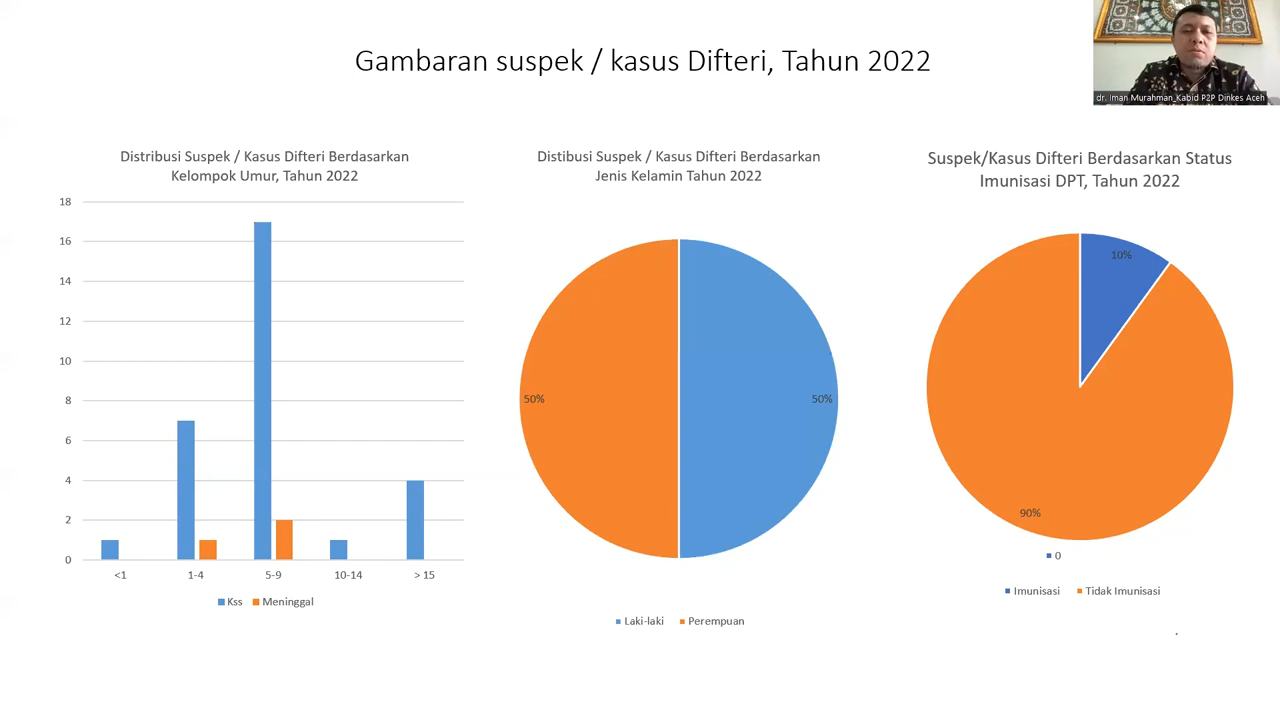 Gambaran suspek / kasus Difteri, Tahun 2022
dr. Iman Murahman_Kabid P2P Dinkes Aceh
Distribusi Suspek / Kasus Difteri Berdasarkan
Kelompok Umur, Tahun 2022
18
16
14
12
10
8
6
4
2
0
<1
1-4
5-9
10-14
> 15
Kss
Meninggal
Distibusi Suspek / Kasus Difteri Berdasarkan
Jenis Kelamin Tahun 2022
50%
50%
Laki-laki
Perempuan
Suspek/Kasus Difteri Berdasarkan Status
Imunisasi DPT, Tahun 2022
10%
90%
0
Imunisasi
Tidak Imunisasi